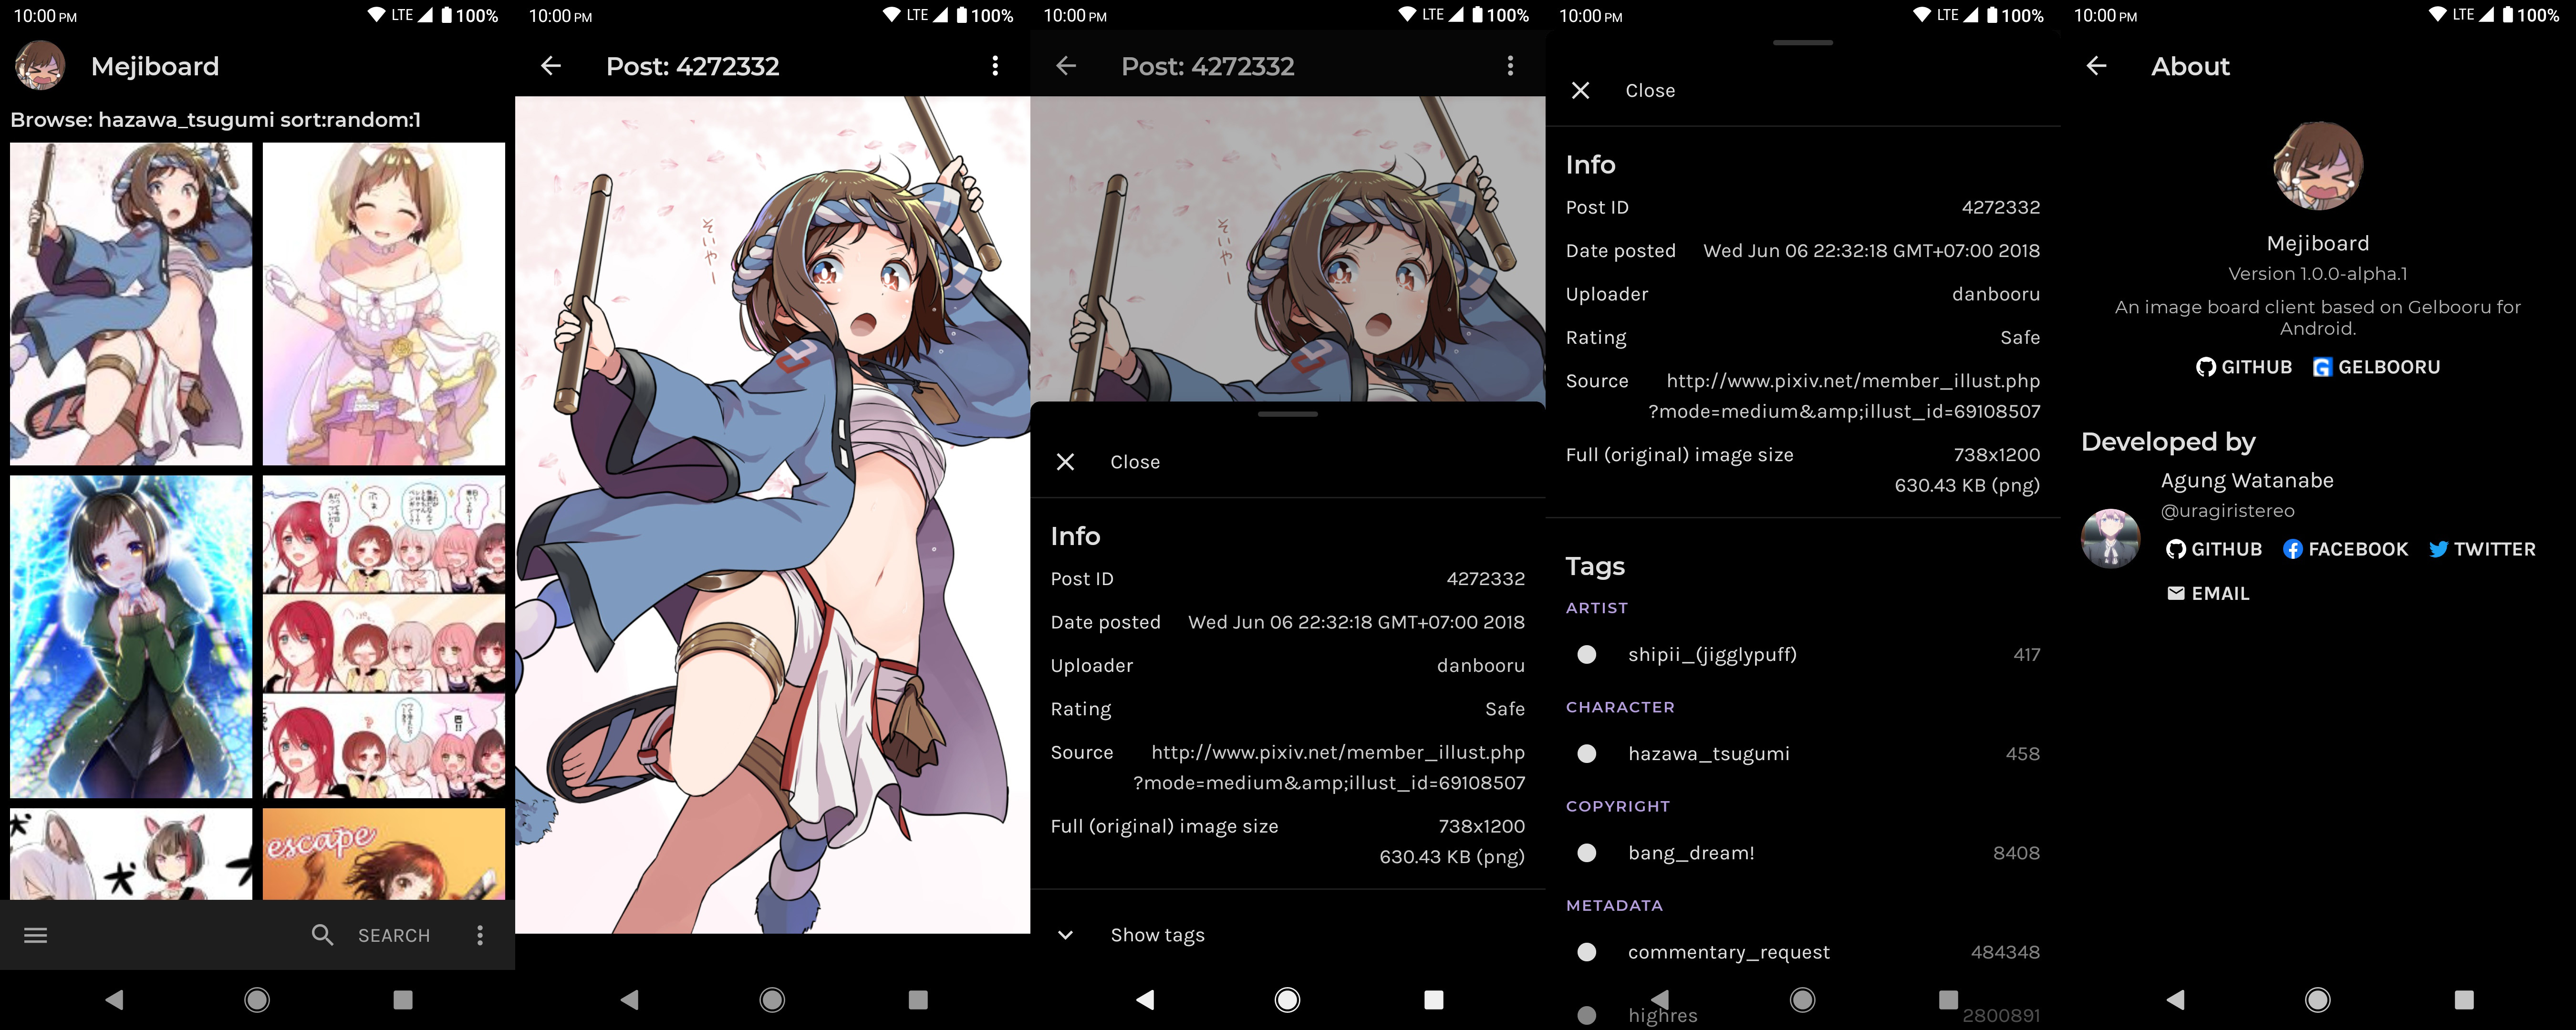 10:00 PM
LTE
100%
Mejiboard
Browse: hazawa_tsugumi sort:random:1
escape
SEARCH
10:00 PM
LTE
100%
Post: 4272332
そいやー
10:00 PM
LTE
100%
Post: 4272332
そいやー
Close
Info
Post ID 4272332
Date posted Wed Jun 06 22:32:18 GMT+07:00 2018
Uploader danbooru
Rating Safe
Source http://www.pixiv.net/member_illust.php
?mode=medium&amp;illust_id=69108507
Full (original) image size 738x1200
630.43 KB (png)
Show tags
10:00 PM
LTE
100%
Close
Info
Post ID 4272332
Date posted Wed Jun 06 22:32:18 GMT+07:00 2018
Uploader danbooru
Rating Safe
Source http://www.pixiv.net/member_illust.php
?mode=medium&amp;illust_id=69108507
Full (original) image size 738x1200
630.43 KB (png)
Tags
ARTIST
shipii_(jigglypuff) 417
CHARACTER
hazawa_tsugumi 458
COPYRIGHT
bang_dream! 8408
METADATA
commentary_request 484348
highres 2800891
10:00 PM
LTE
100%
About
Mejiboard
Version 1.0.0-alpha.1
An image board client based on Gelbooru for
Android.
GITHUB
G GELBOORU
Developed by
Agung Watanabe
@uragiristereo
GITHUB
FACEBOOK
TWITTER
EMAIL